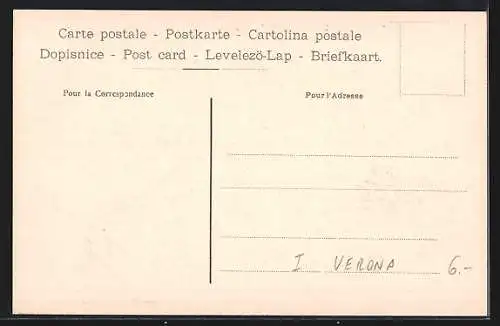 Carte postale - Postkarte - Cartolina postale
Dopisnice - Post card - Levelezö-Lap - Briefkaart.
Pour la Correspondance
Pour l'Adresse
I VERONA 6.-